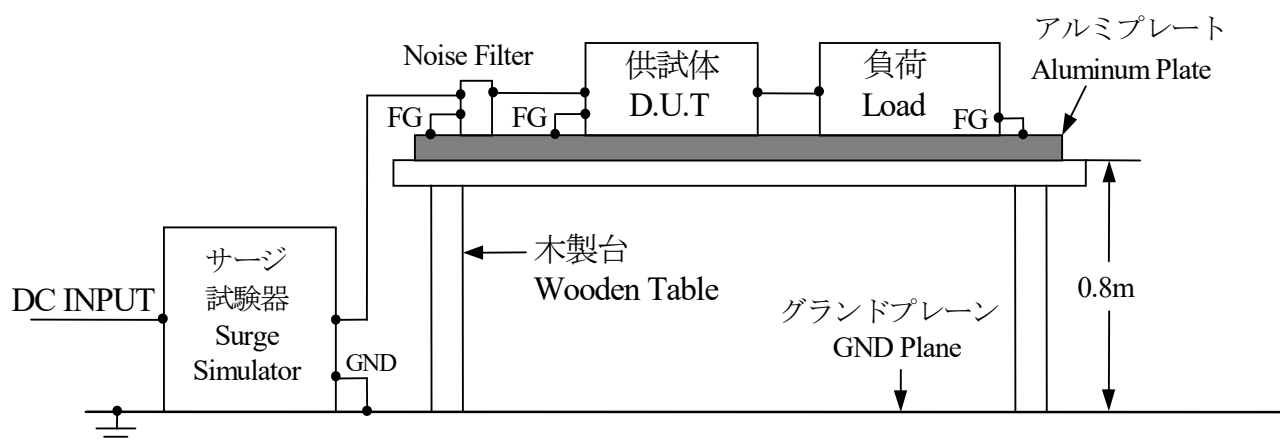 アルミプレート
Aluminum Plate
Noise Filter
供試体
D.U.T
負荷
Load
FG
FG
FG
サージ
試験器
Surge
Simulator
DC INPUT
GND
木製台
Wooden Table
グランドプレーン
GND Plane
0.8m